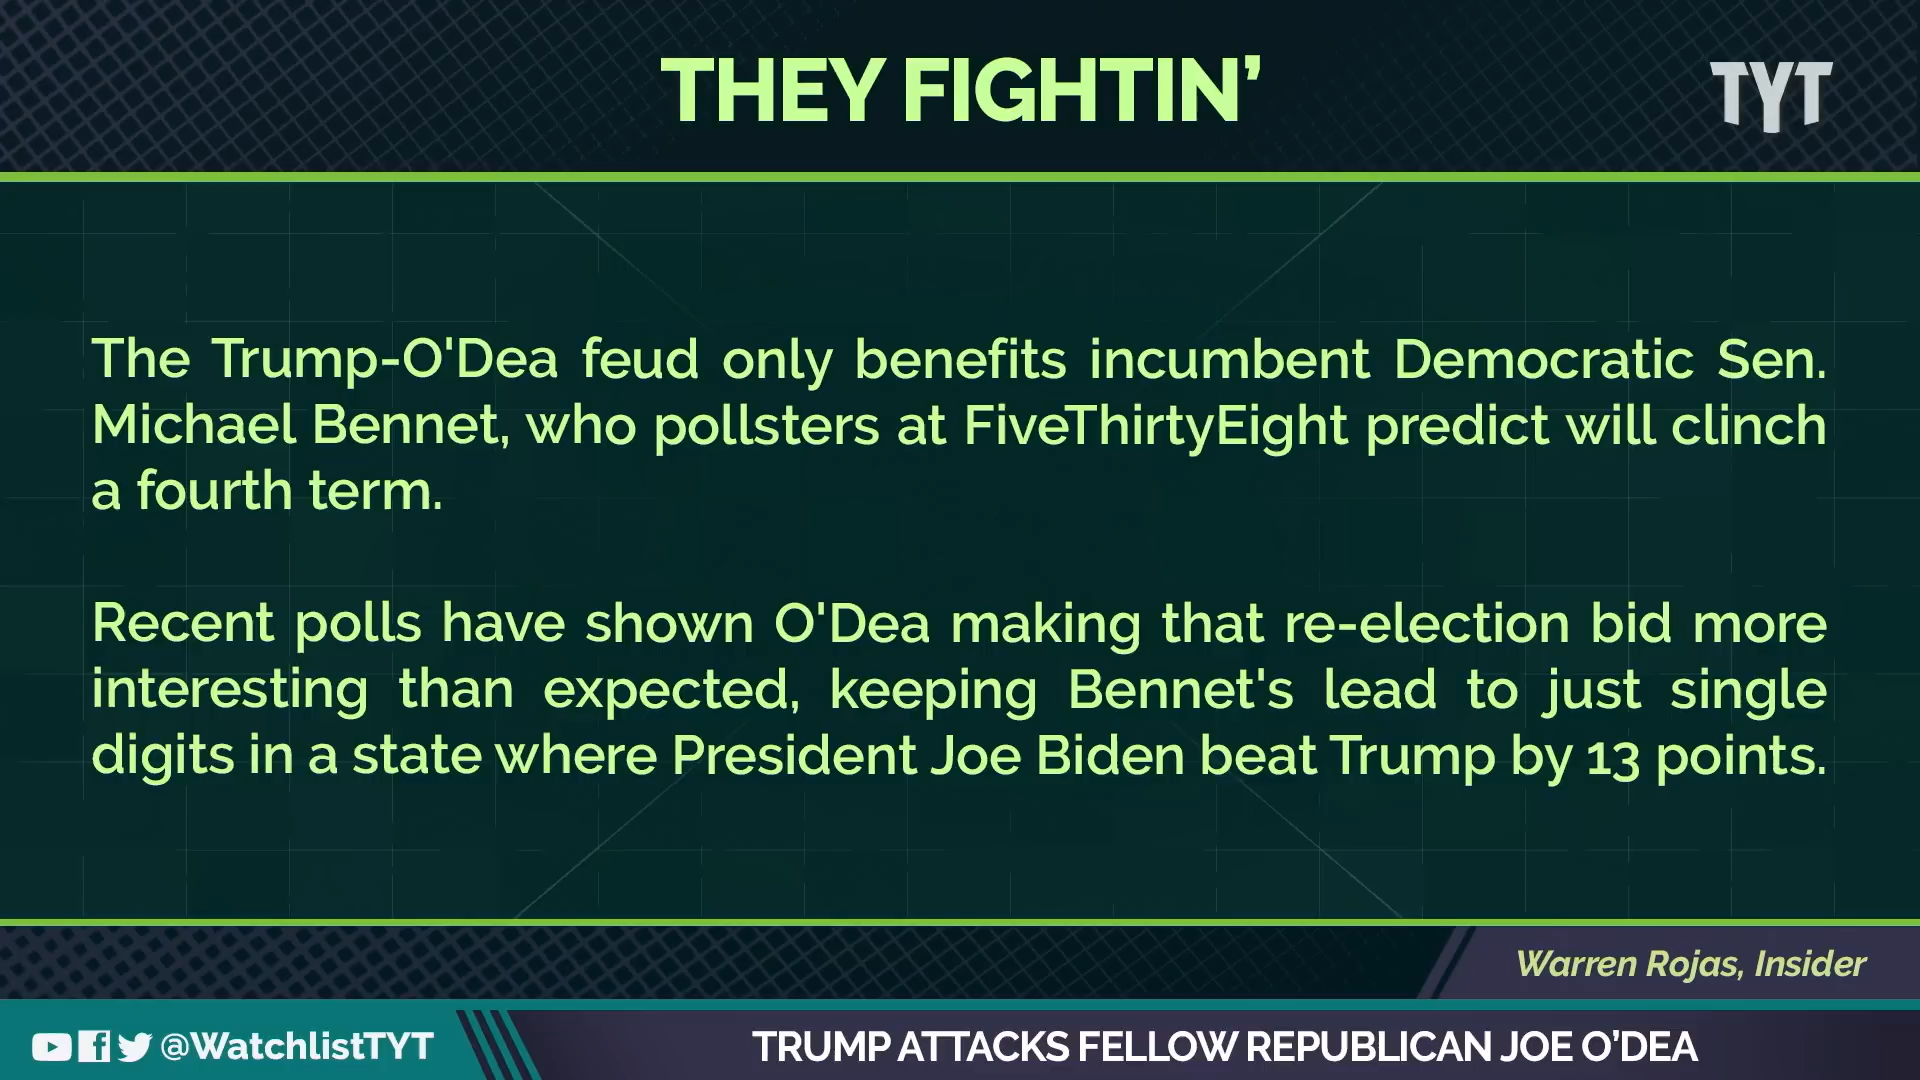 THEY FIGHTIN’
TYT
The Trump-O'Dea feud only benefits incumbent Democratic Sen.
Michael Bennet, who pollsters at FiveThirtyEight predict will clinch
a fourth term.
Recent polls have shown O'Dea making that re-election bid more
interesting than expected, keeping Bennet's lead to just single
digits in a state where President Joe Biden beat Trump by 13 points.
Warren Rojas, Insider
@WatchlistTYT
TRUMP ATTACKS FELLOW REPUBLICAN JOE O’DEA